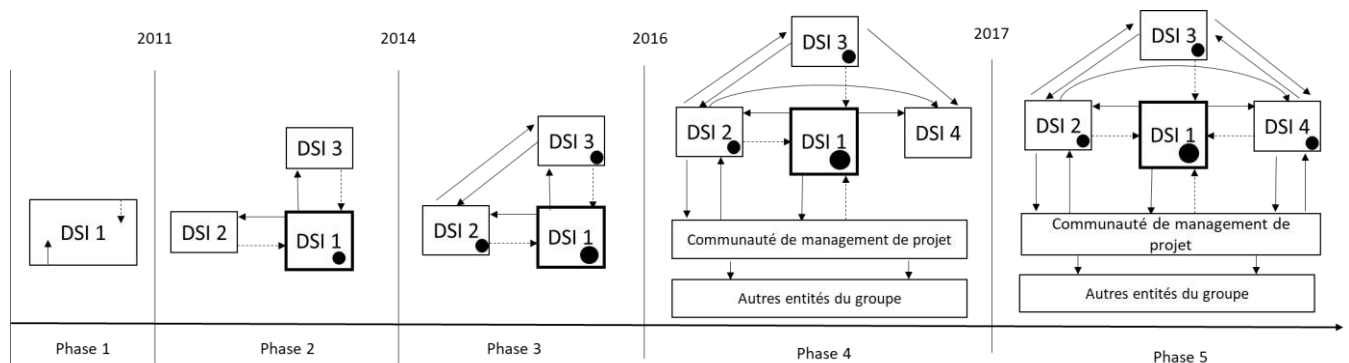 2011
2014
2016
2017
DSI 1
DSI 3
DSI 2
DSI 1
DSI 3
DSI 2
DSI 1
DSI 3
DSI 2
DSI 1
DSI 4
Communauté de management de projet
Autres entités du groupe
DSI 3
DSI 2
DSI 1
DSI 4
Communauté de management de
projet
Autres entités du groupe
Phase 1
Phase 2
Phase 3
Phase 4
Phase 5